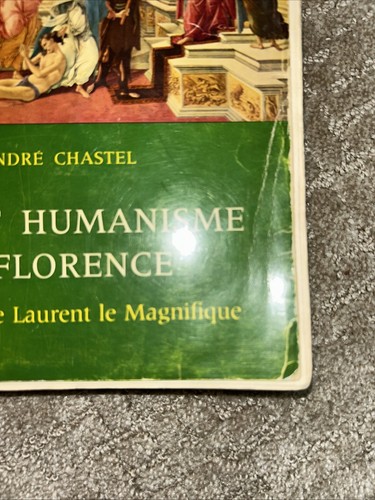 NDRÉ CHASTEL
T HUMANISME
FLORENCE
e Laurent le Magnifique